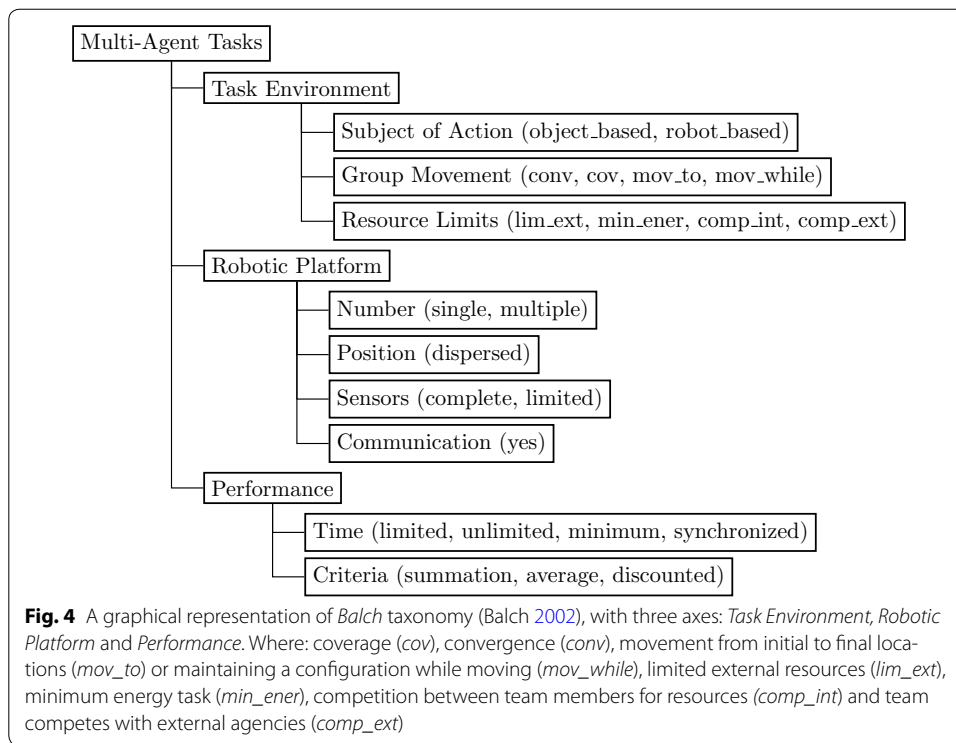 Multi-Agent Tasks
Task Environment
Subject of Action (object_based, robot_based)
Group Movement (conv, cov, mov_to, mov_while)
Resource Limits (lim_ext, min_ener, comp_int, comp_ext)
Robotic Platform
Number (single, multiple)
Position (dispersed)
Sensors (complete, limited)
Communication (yes)
Performance
Time (limited, unlimited, minimum, synchronized)
Criteria (summation, average, discounted)
Fig. 4 A graphical representation of Balch taxonomy (Balch 2002), with three axes: Task Environment, Robotic
Platform and Performance. Where: coverage (cov), convergence (conv), movement from initial to final loca-
tions (mov_to) or maintaining a configuration while moving (mov_while), limited external resources (lim_ext),
minimum energy task (min_ener), competition between team members for resources (comp_int) and team
competes with external agencies (comp_ext)